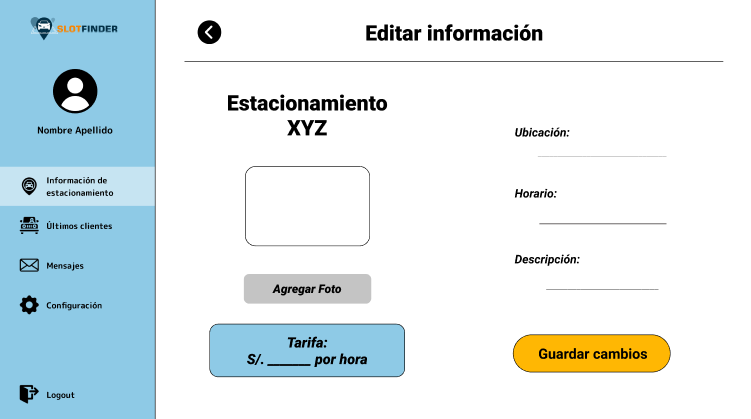 SLOTFINDER
Nombre Apellido
Información de
estacionamiento
Últimos clientes
Mensajes
Configuración
Logout
Editar información
Estacionamiento
XYZ
Agregar Foto
Tarifa:
S/. ______ por hora
Ubicación:
Horario:
Descripción:
Guardar cambios